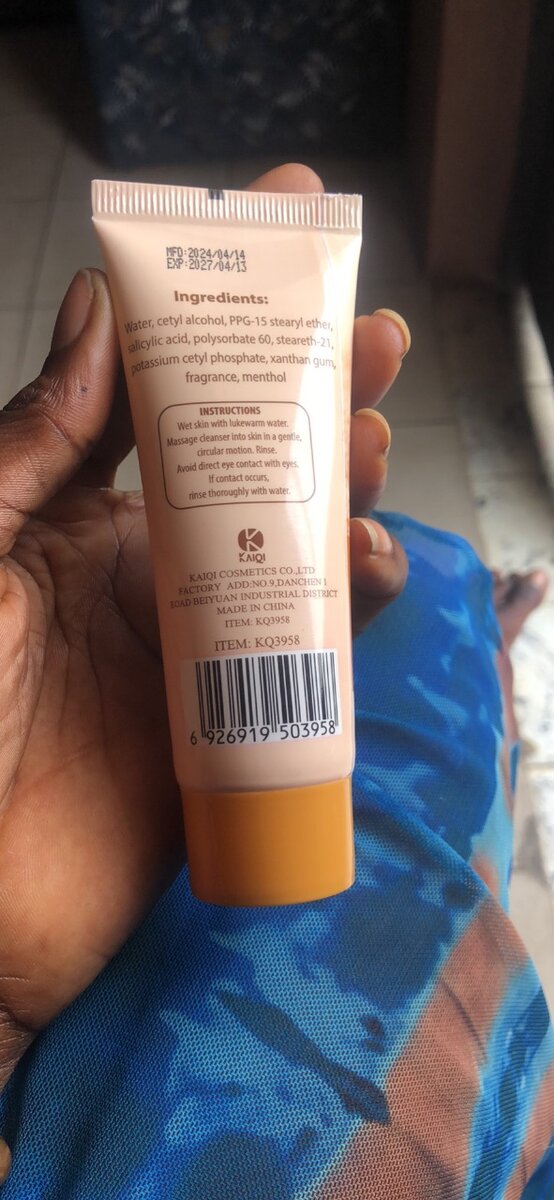 MFD:2024/04/14
EXP:2027/04/13
Ingredients:
Water, cetyl alcohol, PPG-15 stearyl ether,
salicylic acid, polysorbate 60, steareth-21,
potassium cetyl phosphate, xanthan gum,
fragrance, menthol
INSTRUCTIONS
Wet skin with lukewarm water.
Massage cleanser into skin in a gentle,
circular motion. Rinse.
Avoid direct eye contact with eyes.
If contact occurs,
rinse thoroughly with water.
KAIQI
KAIQI COSMETICS CO.,LTD
FACTORY ADD:NO.9,DANCHEN 1
ROAD BEIYUAN INDUSTRIAL DISTRICT
MADE IN CHINA
ITEM: KQ3958
ITEM: KQ3958
6 926919 503958